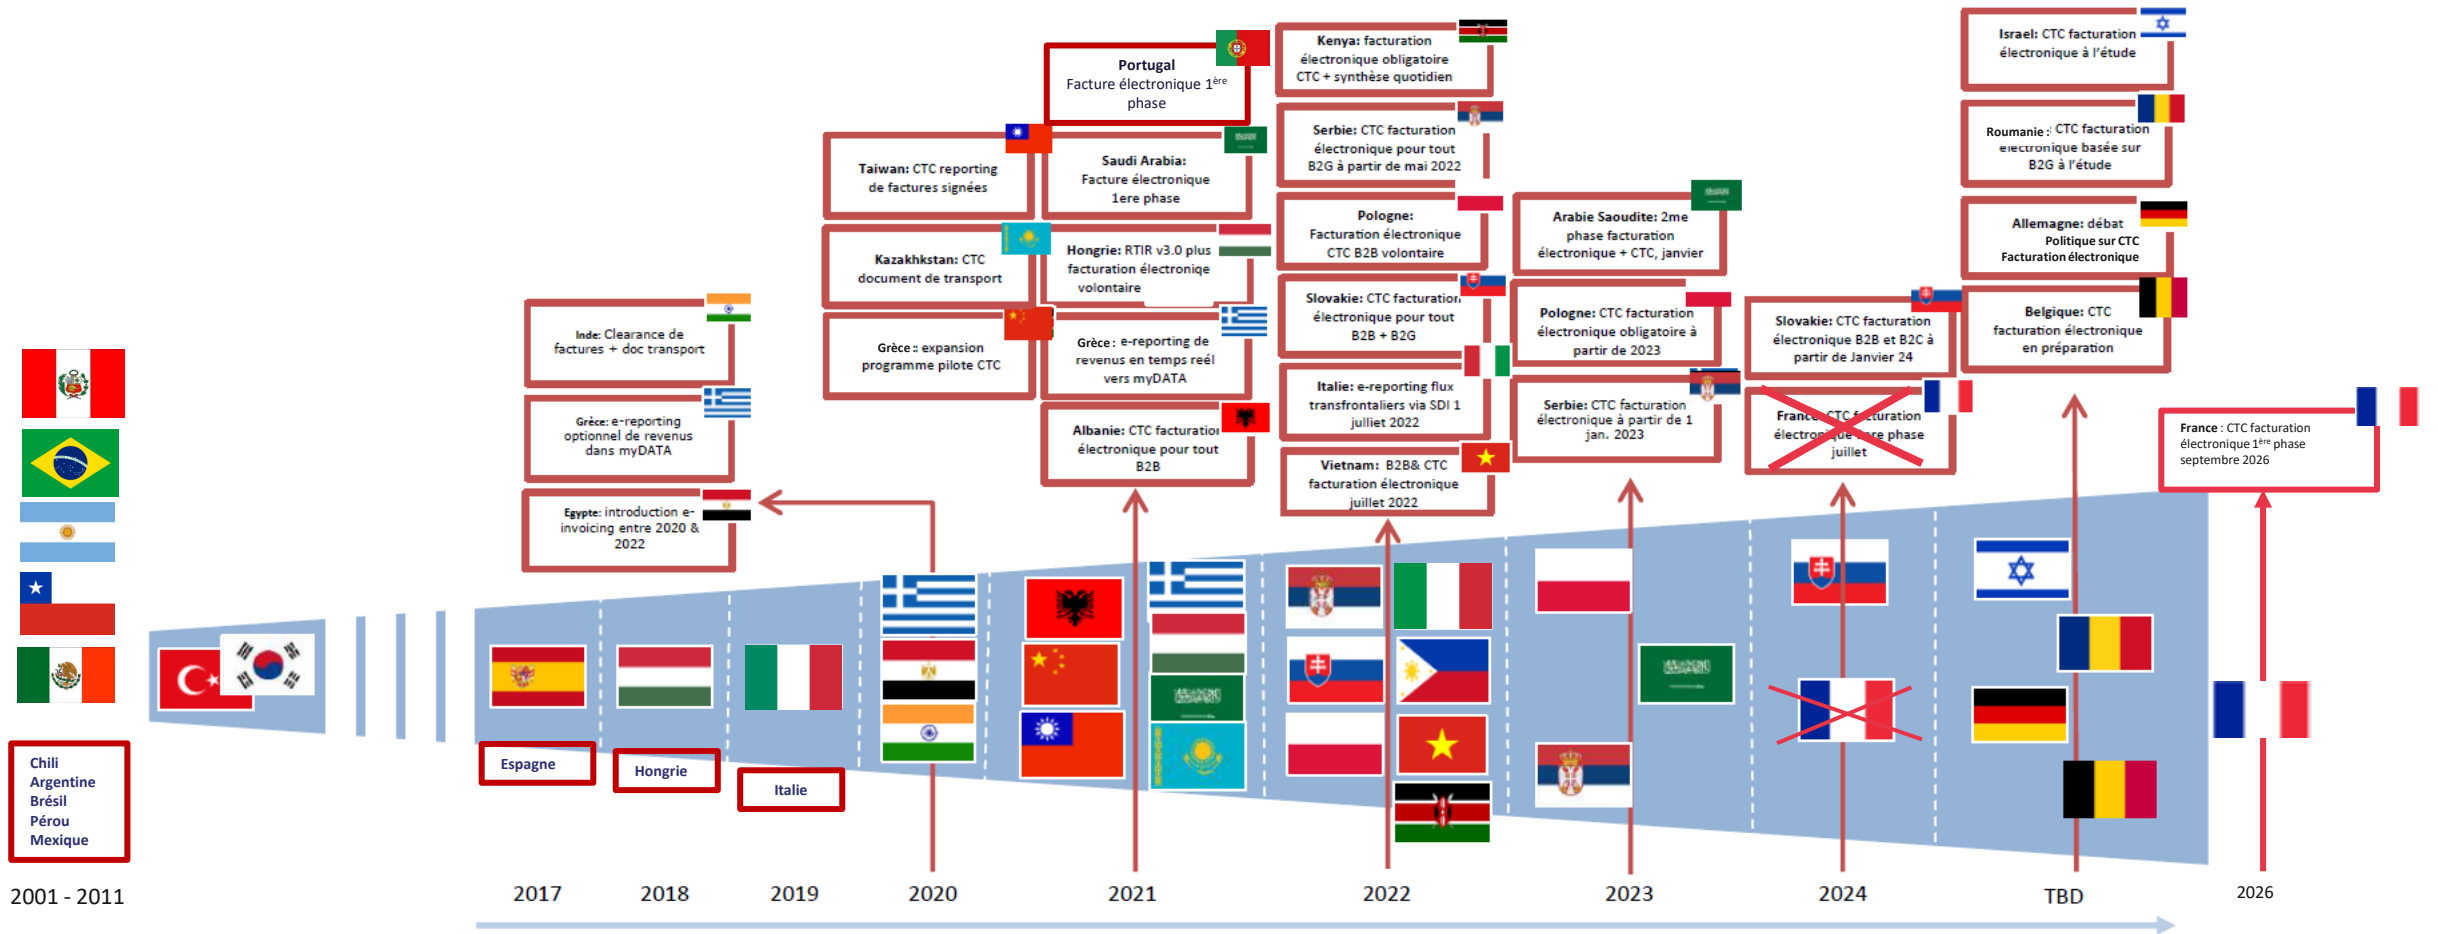 Chili
Argentine
Brésil
Pérou
Mexique
2001 - 2011
Inde: Clearance de
factures + doc transport
Grèce: e-reporting
optionnel de revenus
dans myDATA
Egypte: introduction e-
invoicing entre 2020 &
2022
Espagne
Hongrie
Italie
Taiwan: CTC reporting
de factures signées
Kazakhkstan: CTC
document de transport
Grèce : expansion
programme pilote CTC
Portugal
Facture électronique 1ère
phase
Saudi Arabia:
Facture électronique
1ere phase
Hongrie: RTIR v3.0 plus
facturation électroniqe
volontaire
Grèce : e-reporting de
revenus en temps reél
vers myDATA
Albanie: CTC facturation
électronique pour tout
B2B
Kenya: facturation
électronique obligatoire
CTC + synthèse quotidien
Serbie: CTC facturation
électronique pour tout
B2G à partir de mai 2022
Pologne:
Facturation électronique
CTC B2B volontaire
Slovakie: CTC facturation
électronique pour tout
B2B + B2G
Italie: e-reporting flux
transfrontaliers via SDI 1
julliet 2022
Vietnam: B2B& CTC
facturation électronique
juillet 2022
Arabie Saoudite: 2me
phase facturation
électronique + CTC, janvier
Pologne: CTC facturation
électronique obligatoire à
partir de 2023
Serbie: CTC facturation
électronique à partir de 1
jan. 2023
Slovakie: CTC facturation
électronique B2B et B2C à
partir de Janvier 24
France: CTC facturation
électronique 1ere phase
juillet
Israel: CTC facturation
électronique à l'étude
Roumanie : CTC facturation
électronique basée sur
B2G à l'étude
Allemagne: débat
Politique sur CTC
Facturation électronique
Belgique: CTC
facturation électronique
en préparation
France : CTC facturation
électronique 1ère phase
septembre 2026
2017
2018
2019
2020
2021
2022
2023
2024
TBD
2026